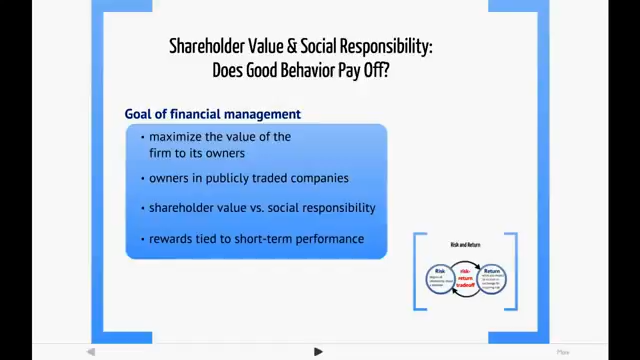 Shareholder Value & Social Responsibility:
Does Good Behavior Pay Off?
Goal of financial management
• maximize the value of the
firm to its owners
• owners in publicly traded companies
• shareholder value vs. social responsibility
• rewards tied to short-term performance
Risk and Return
Risk
risk-
return
tradeoff
Return
More